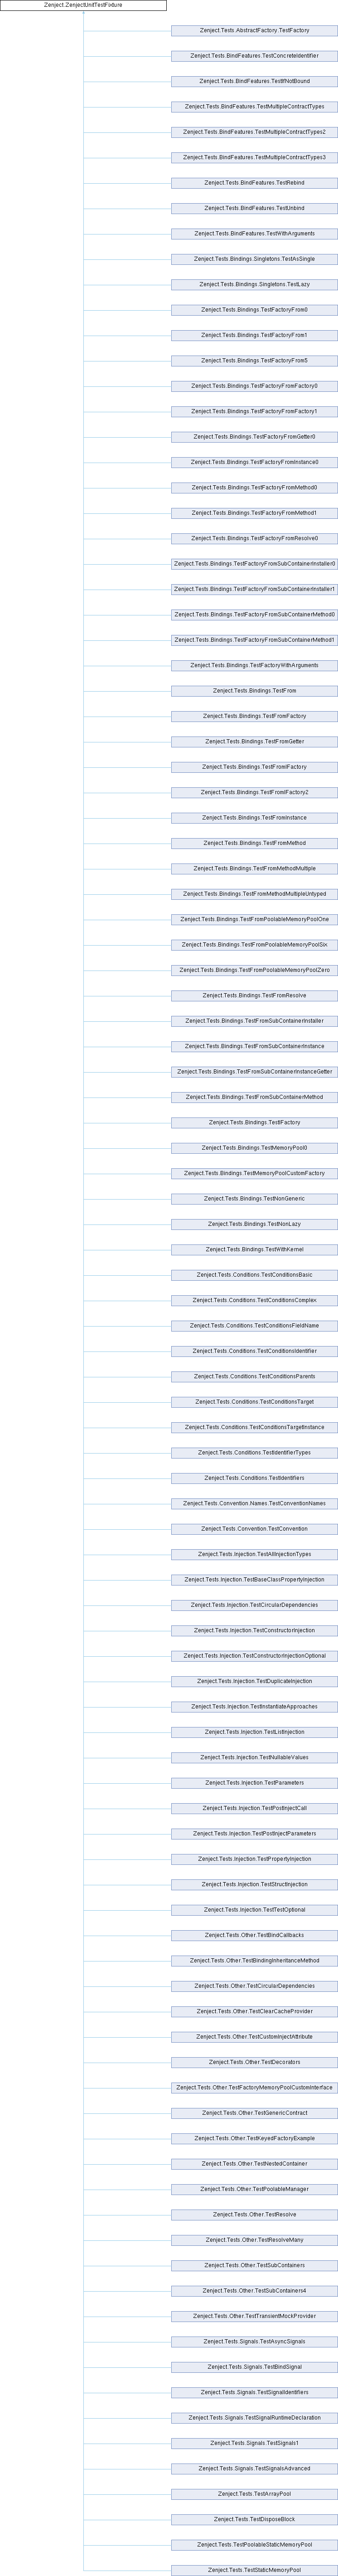 Zenject.ZenjectUnitTestFixture
Zenject.Tests.AbstractFactory.TestFactory
Zenject.Tests.BindFeatures.TestConcreteIdentifier
Zenject.Tests.BindFeatures.TestIfNotBound
Zenject.Tests.BindFeatures.TestMultipleContractTypes
Zenject.Tests.BindFeatures.TestMultipleContractTypes2
Zenject.Tests.BindFeatures.TestMultipleContractTypes3
Zenject.Tests.BindFeatures.TestRebind
Zenject.Tests.BindFeatures.TestUnbind
Zenject.Tests.BindFeatures.TestWithArguments
Zenject.Tests.Bindings.Singletons.TestAsSingle
Zenject.Tests.Bindings.Singletons.TestLazy
Zenject.Tests.Bindings.TestFactoryFrom0
Zenject.Tests.Bindings.TestFactoryFrom1
Zenject.Tests.Bindings.TestFactoryFrom5
Zenject.Tests.Bindings.TestFactoryFromFactory0
Zenject.Tests.Bindings.TestFactoryFromFactory1
Zenject.Tests.Bindings.TestFactoryFromGetter0
Zenject.Tests.Bindings.TestFactoryFromInstance0
Zenject.Tests.Bindings.TestFactoryFromMethod0
Zenject.Tests.Bindings.TestFactoryFromMethod1
Zenject.Tests.Bindings.TestFactoryFromResolve0
Zenject.Tests.Bindings.TestFactoryFromSubContainerInstaller0
Zenject.Tests.Bindings.TestFactoryFromSubContainerInstaller1
Zenject.Tests.Bindings.TestFactoryFromSubContainerMethod0
Zenject.Tests.Bindings.TestFactoryFromSubContainerMethod1
Zenject.Tests.Bindings.TestFactoryWithArguments
Zenject.Tests.Bindings.TestFrom
Zenject.Tests.Bindings.TestFromFactory
Zenject.Tests.Bindings.TestFromGetter
Zenject.Tests.Bindings.TestFromIFactory
Zenject.Tests.Bindings.TestFromIFactory2
Zenject.Tests.Bindings.TestFromInstance
Zenject.Tests.Bindings.TestFromMethod
Zenject.Tests.Bindings.TestFromMethodMultiple
Zenject.Tests.Bindings.TestFromMethodMultipleUntyped
Zenject.Tests.Bindings.TestFromPoolableMemoryPoolOne
Zenject.Tests.Bindings.TestFromPoolableMemoryPoolSix
Zenject.Tests.Bindings.TestFromPoolableMemoryPoolZero
Zenject.Tests.Bindings.TestFromResolve
Zenject.Tests.Bindings.TestFromSubContainerInstaller
Zenject.Tests.Bindings.TestFromSubContainerInstance
Zenject.Tests.Bindings.TestFromSubContainerInstanceGetter
Zenject.Tests.Bindings.TestFromSubContainerMethod
Zenject.Tests.Bindings.TestIFactory
Zenject.Tests.Bindings.TestMemoryPool0
Zenject.Tests.Bindings.TestMemoryPoolCustomFactory
Zenject.Tests.Bindings.TestNonGeneric
Zenject.Tests.Bindings.TestNonLazy
Zenject.Tests.Bindings.TestWithKernel
Zenject.Tests.Conditions.TestConditionsBasic
Zenject.Tests.Conditions.TestConditionsComplex
Zenject.Tests.Conditions.TestConditionsFieldName
Zenject.Tests.Conditions.TestConditionsIdentifier
Zenject.Tests.Conditions.TestConditionsParents
Zenject.Tests.Conditions.TestConditionsTarget
Zenject.Tests.Conditions.TestConditionsTargetInstance
Zenject.Tests.Conditions.TestIdentifierTypes
Zenject.Tests.Conditions.TestIdentifiers
Zenject.Tests.Convention.Names.TestConventionNames
Zenject.Tests.Convention.TestConvention
Zenject.Tests.Injection.TestAllInjectionTypes
Zenject.Tests.Injection.TestBaseClassPropertyInjection
Zenject.Tests.Injection.TestCircularDependencies
Zenject.Tests.Injection.TestConstructorInjection
Zenject.Tests.Injection.TestConstructorInjectionOptional
Zenject.Tests.Injection.TestDuplicateInjection
Zenject.Tests.Injection.TestInstantiateApproaches
Zenject.Tests.Injection.TestListInjection
Zenject.Tests.Injection.TestNullableValues
Zenject.Tests.Injection.TestParameters
Zenject.Tests.Injection.TestPostInjectCall
Zenject.Tests.Injection.TestPostInjectParameters
Zenject.Tests.Injection.TestPropertyInjection
Zenject.Tests.Injection.TestStructInjection
Zenject.Tests.Injection.TestTestOptional
Zenject.Tests.Other.TestBindCallbacks
Zenject.Tests.Other.TestBindingInheritanceMethod
Zenject.Tests.Other.TestCircularDependencies
Zenject.Tests.Other.TestClearCacheProvider
Zenject.Tests.Other.TestCustomInjectAttribute
Zenject.Tests.Other.TestDecorators
Zenject.Tests.Other.TestFactoryMemoryPoolCustomInterface
Zenject.Tests.Other.TestGenericContract
Zenject.Tests.Other.TestKeyedFactoryExample
Zenject.Tests.Other.TestNestedContainer
Zenject.Tests.Other.TestPoolableManager
Zenject.Tests.Other.TestResolve
Zenject.Tests.Other.TestResolveMany
Zenject.Tests.Other.TestSubContainers
Zenject.Tests.Other.TestSubContainers4
Zenject.Tests.Other.TestTransientMockProvider
Zenject.Tests.Signals.TestAsyncSignals
Zenject.Tests.Signals.TestBindSignal
Zenject.Tests.Signals.TestSignalIdentifiers
Zenject.Tests.Signals.TestSignalRuntimeDeclaration
Zenject.Tests.Signals.TestSignals1
Zenject.Tests.Signals.TestSignalsAdvanced
Zenject.Tests.TestArrayPool
Zenject.Tests.TestDisposeBlock
Zenject.Tests.TestPoolableStaticMemoryPool
Zenject.Tests.TestStaticMemoryPool